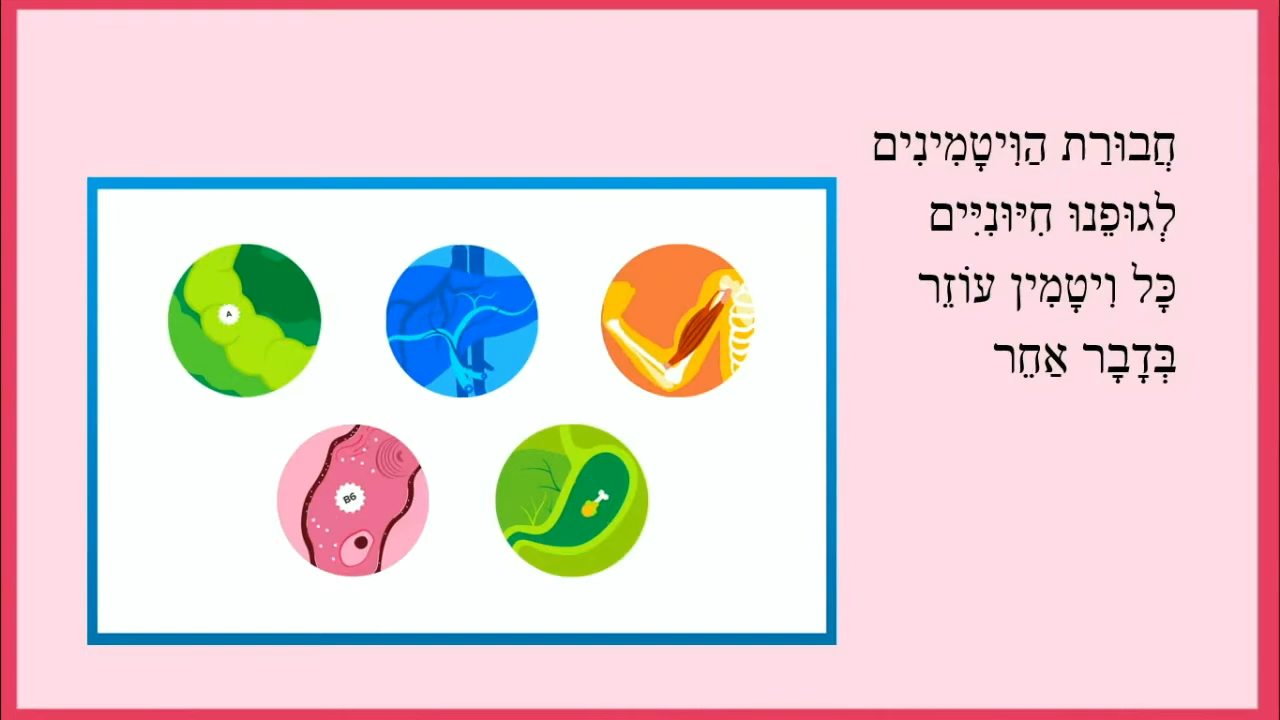 חֲבוּרַת הַוִּיטָמִינִים
לְגוּפֵנוּ חִיּוּנִיִּים
כָּל וִיטָמִין עוֹזֵר
בְּדָבָר אַחֵר
A
B6